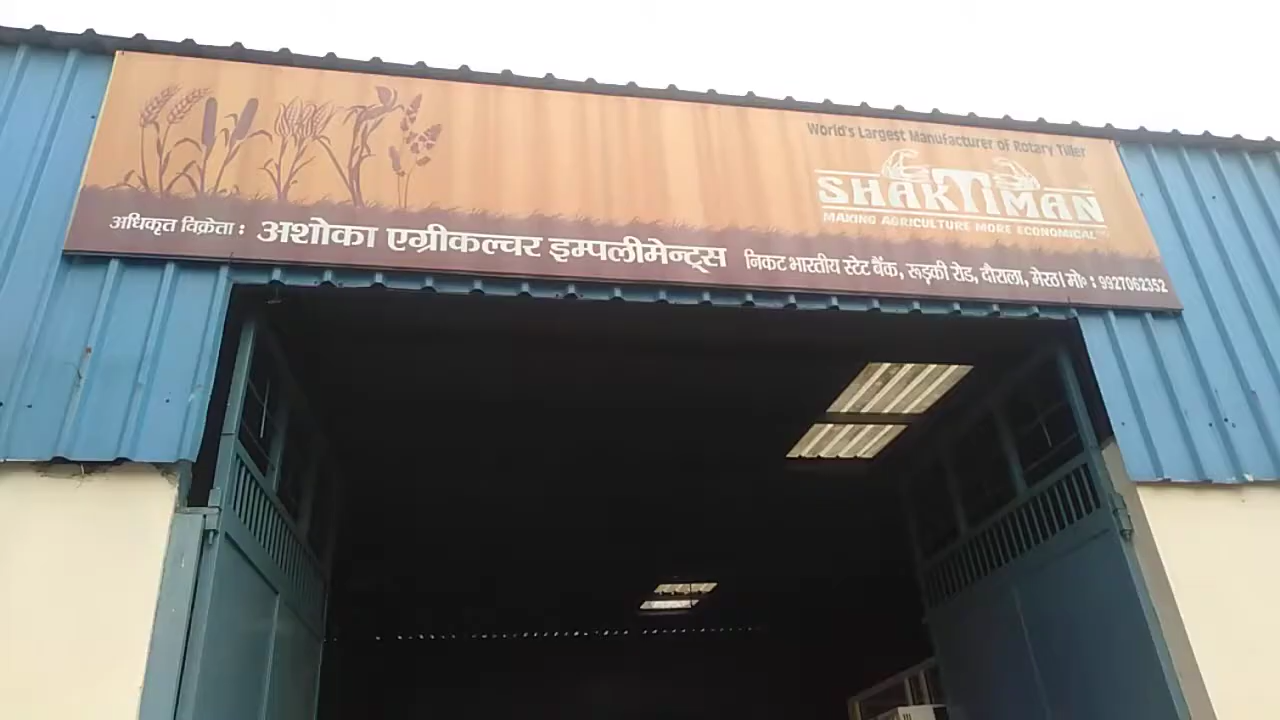 World's Largest Manufacturer of Rotary Tiller
SHAKTIMAN
MAKING AGRICULTURE MORE ECONOMICAL
अधिकृत विक्रेता : अशोका एग्रीकल्चर इम्पलीमेन्ट्स निकट भारतीय स्टेट बैंक, रूड़की रोड, दौराला, मेरठ। मो० : 9927062352